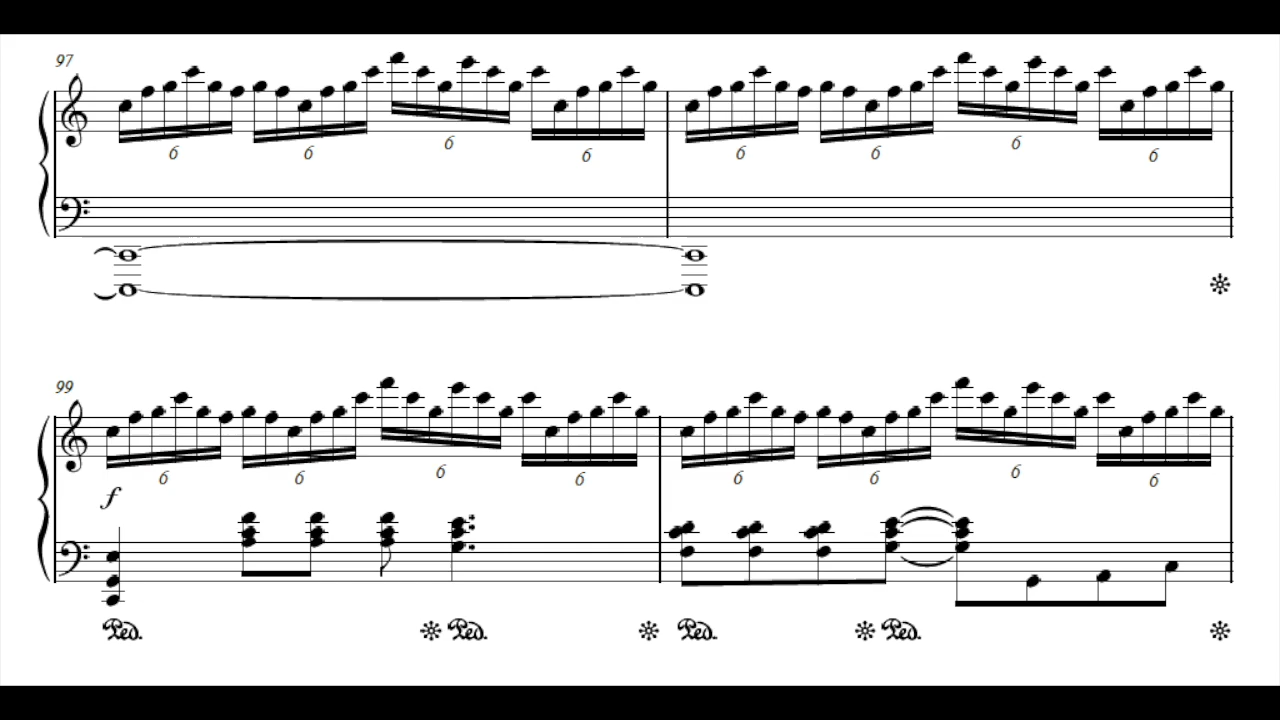 97
6 6 6 6 6 6 6 6
99
6 6 6 6 6 6 6 6
f
Ped. Ped. Ped. Ped.